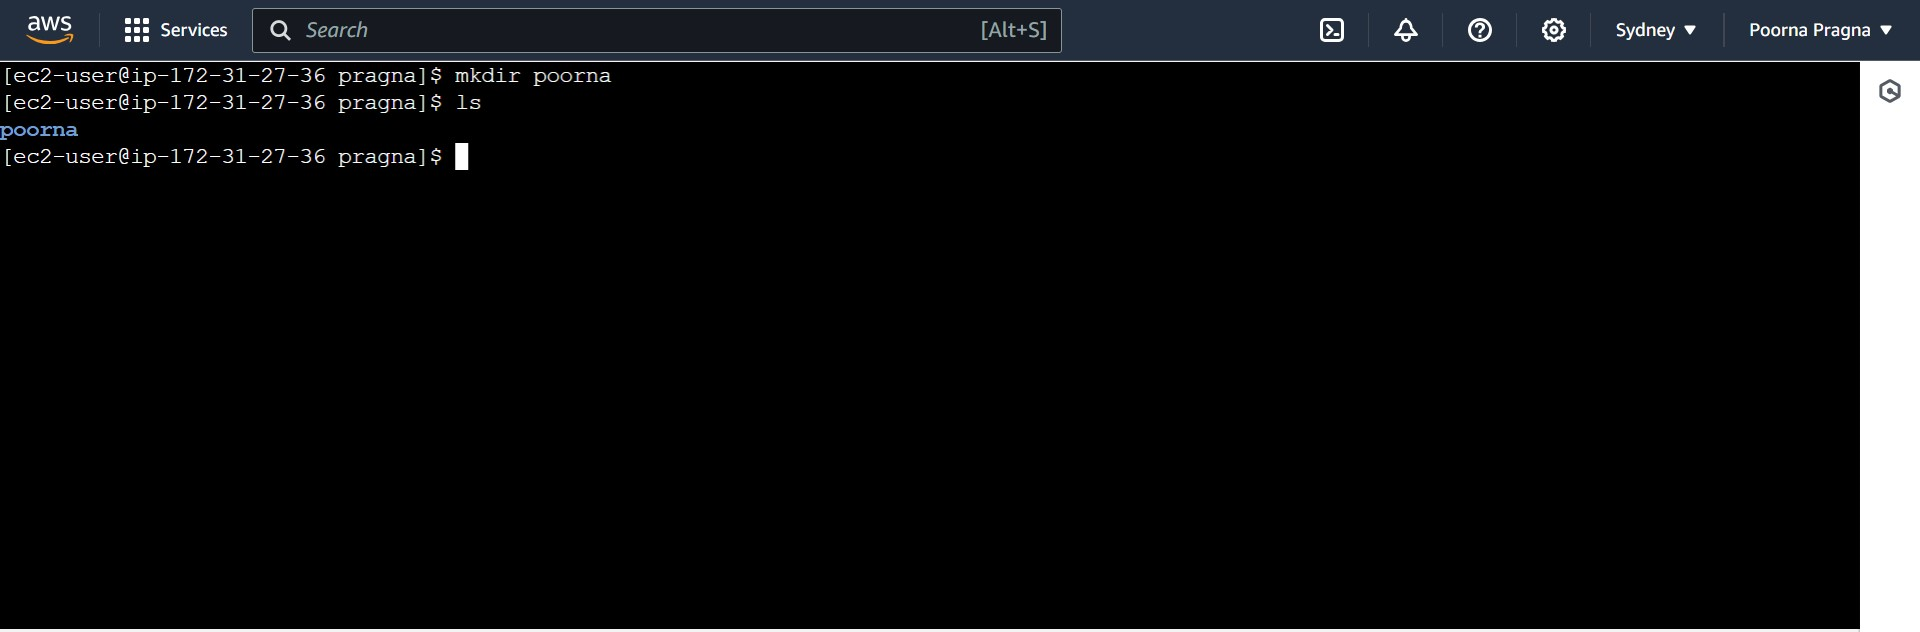 aws Services Search [Alt+S] Sydney ▼ Poorna Pragna ▼
[ec2-user@ip-172-31-27-36 pragna]$ mkdir poorna
[ec2-user@ip-172-31-27-36 pragna]$ ls
poorna
[ec2-user@ip-172-31-27-36 pragna]$